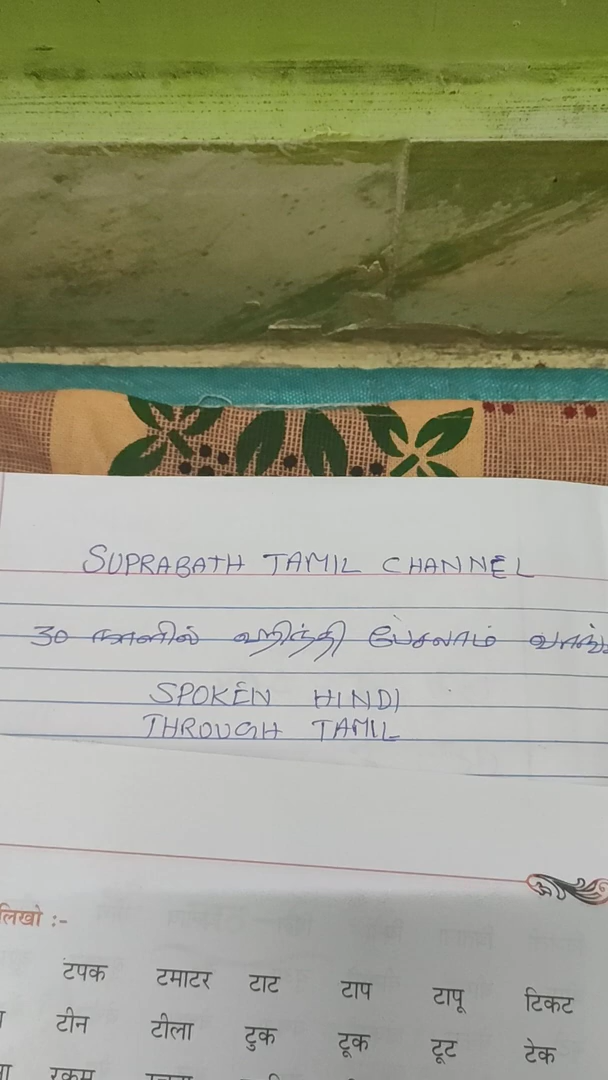 SUPRABATH TAMIL CHANNEL
30 நாளில் ஹிந்தி பேசலாம்
SPOKEN HINDI
THROUGH TAMIL
लिखो :-
टपक टमाटर टाट टाप टापू टिकट
टीन टीला टुक टूक टूट टेक